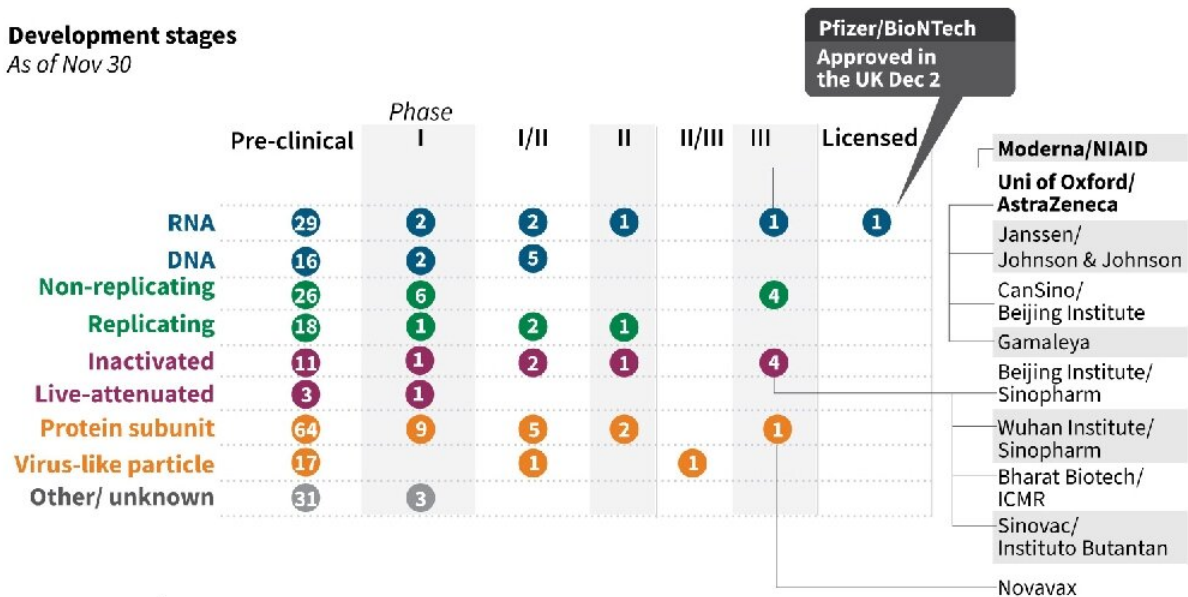 Development stages
As of Nov 30
Pfizer/BioNTech
Approved in
the UK Dec 2
Phase
Pre-clinical I I/II II II/III III Licensed
RNA 29 2 2 1 1 1
DNA 16 2 5
Non-replicating 26 6 4
Replicating 18 1 2 1
Inactivated 11 1 2 1 4
Live-attenuated 3 1
Protein subunit 64 9 5 2 1
Virus-like particle 17 1 1
Other/ unknown 31 3
Moderna/NIAID
Uni of Oxford/
AstraZeneca
Janssen/
Johnson & Johnson
CanSino/
Beijing Institute
Gamaleya
Beijing Institute/
Sinopharm
Wuhan Institute/
Sinopharm
Bharat Biotech/
ICMR
Sinovac/
Instituto Butantan
Novavax